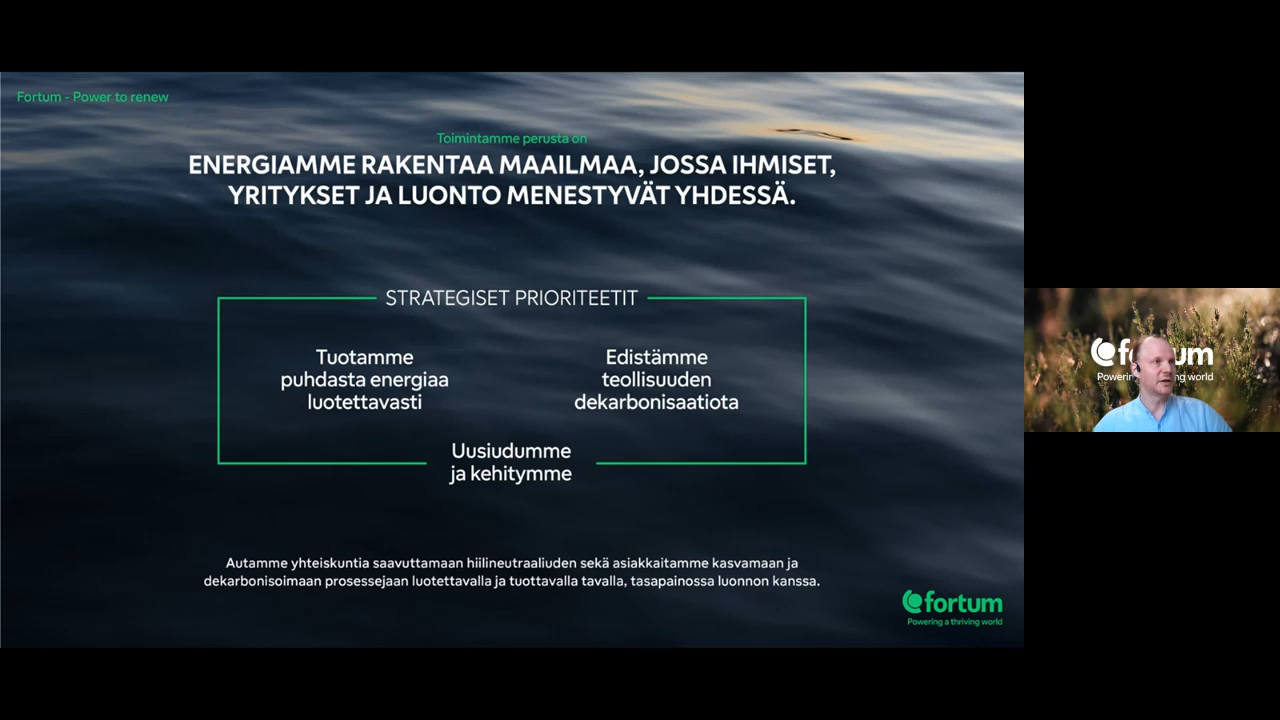 Fortum - Power to renew
Toimintamme perusta on
ENERGIAMME RAKENTAA MAAILMAA, JOSSA IHMISET,
YRITYKSET JA LUONTO MENESTYVÄT YHDESSÄ.
STRATEGISET PRIORITEETIT
Tuotamme
puhdasta energiaa
luotettavasti
Edistämme
teollisuuden
dekarbonisaatiota
Uusiudumme
ja kehitymme
Autamme yhteiskuntia saavuttamaan hiilineutraaliuden sekä asiakkaitamme kasvamaan ja
dekarbonisoimaan prosessejaan luotettavalla ja tuottavalla tavalla, tasapainossa luonnon kanssa.
fortum
Powering a thriving world